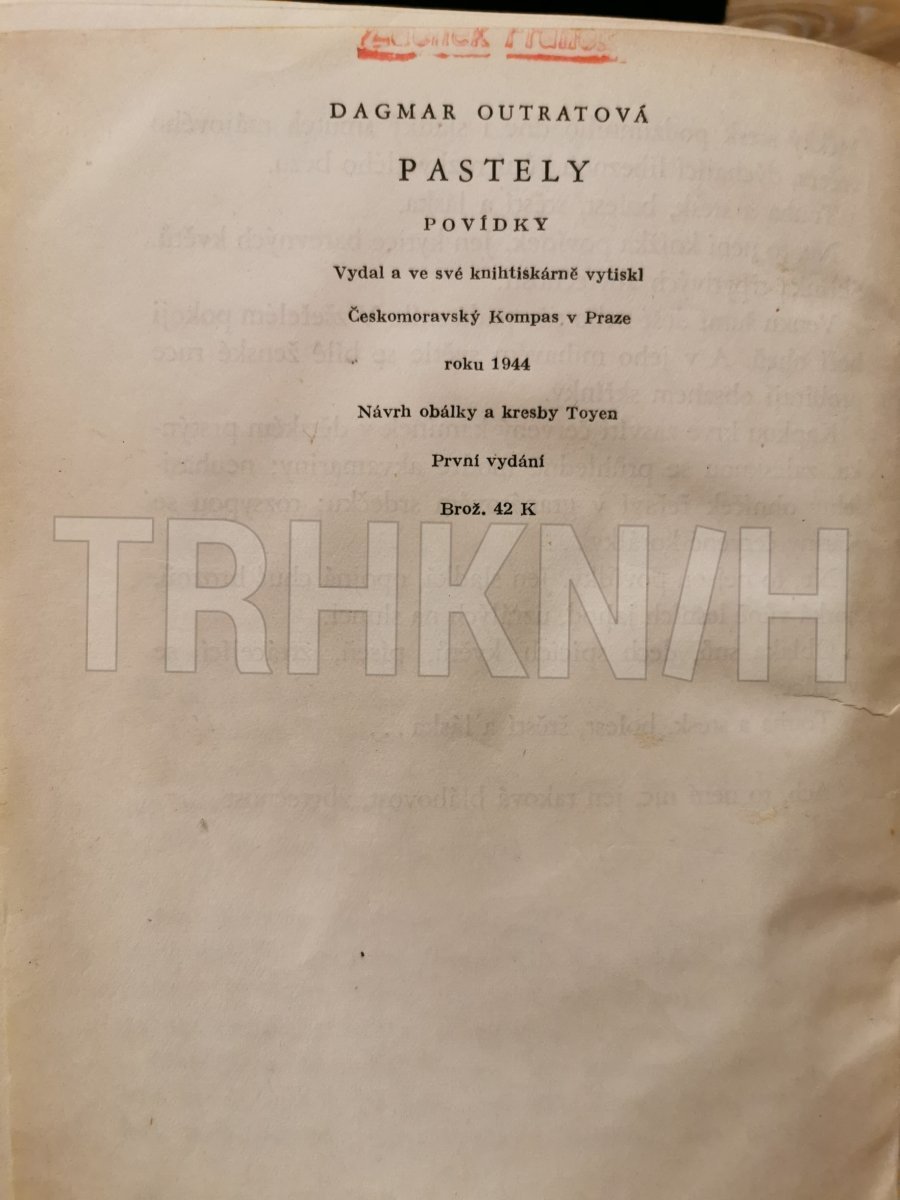 DAGMAR OUTRATOVÁ
PASTELY
POVÍDKY
Vydal a ve své knihtiskárně vytiskl
Českomoravský Kompas v Praze
roku 1944
Návrh obálky a kresby Toyen
První vydání
Brož. 42 K
TRHKN/H